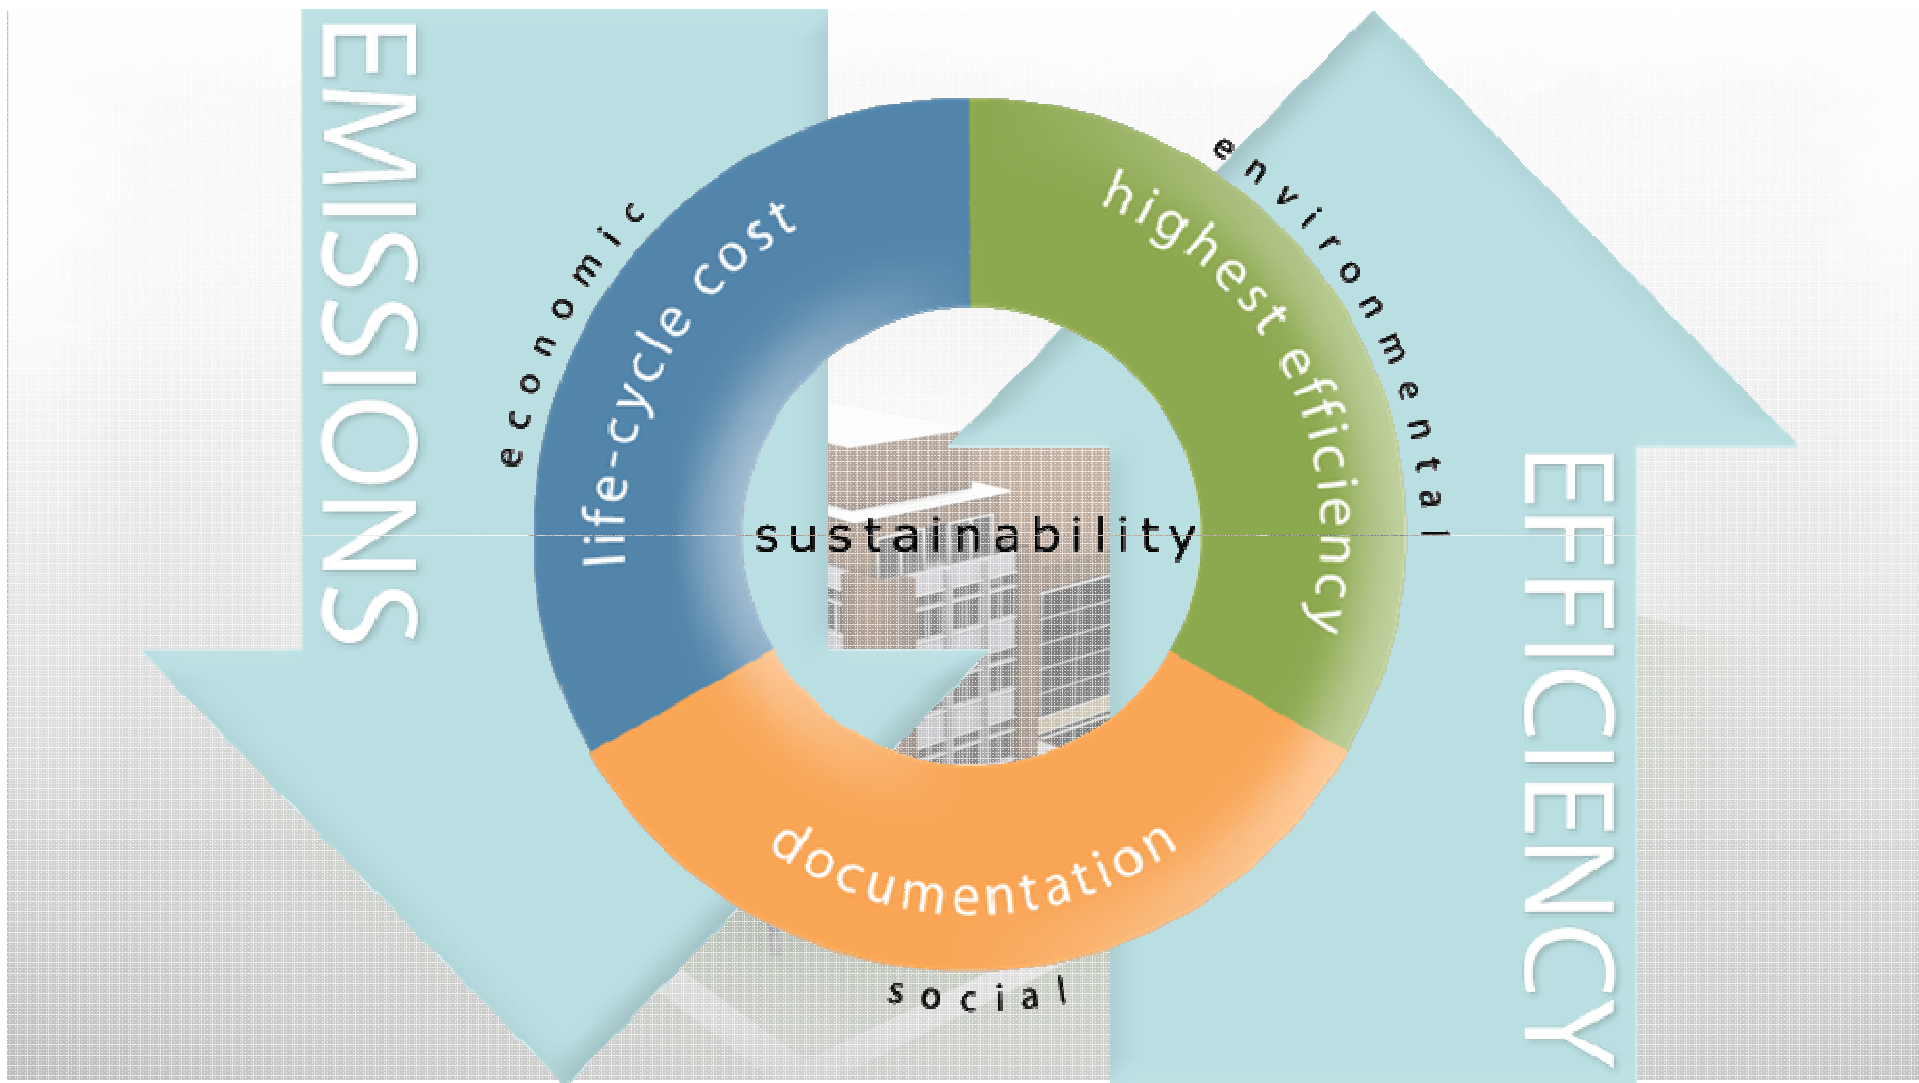 EMISSIONS
economic
life-cycle cost
highest efficiency
environmental
sustainability
documentation
social
EFFICIENCY